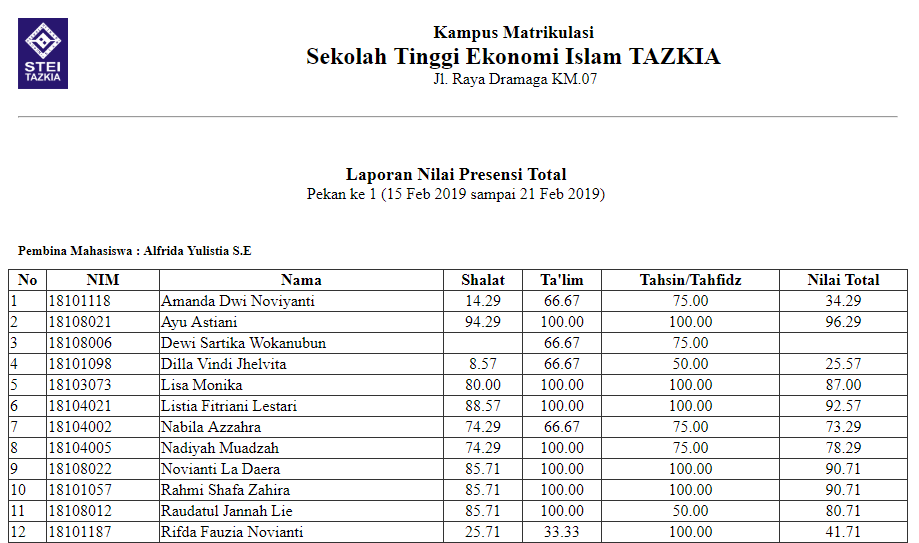 STEI
TAZKIA
Kampus Matrikulasi
Sekolah Tinggi Ekonomi Islam TAZKIA
Jl. Raya Dramaga KM.07
Laporan Nilai Presensi Total
Pekan ke 1 (15 Feb 2019 sampai 21 Feb 2019)
Pembina Mahasiswa : Alfrida Yulistia S.E
No NIM Nama Shalat Ta'lim Tahsin/Tahfidz Nilai Total
1 18101118 Amanda Dwi Noviyanti 14.29 66.67 75.00 34.29
2 18108021 Ayu Astiani 94.29 100.00 100.00 96.29
3 18108006 Dewi Sartika Wokanubun 66.67 75.00
4 18101098 Dilla Vindi Jhelvita 8.57 66.67 50.00 25.57
5 18103073 Lisa Monika 80.00 100.00 100.00 87.00
6 18104021 Listia Fitriani Lestari 88.57 100.00 100.00 92.57
7 18104002 Nabila Azzahra 74.29 66.67 75.00 73.29
8 18104005 Nadiyah Muadzah 74.29 100.00 75.00 78.29
9 18108022 Novianti La Daera 85.71 100.00 100.00 90.71
10 18101057 Rahmi Shafa Zahira 85.71 100.00 100.00 90.71
11 18108012 Raudatul Jannah Lie 85.71 100.00 50.00 80.71
12 18101187 Rifda Fauzia Novianti 25.71 33.33 100.00 41.71